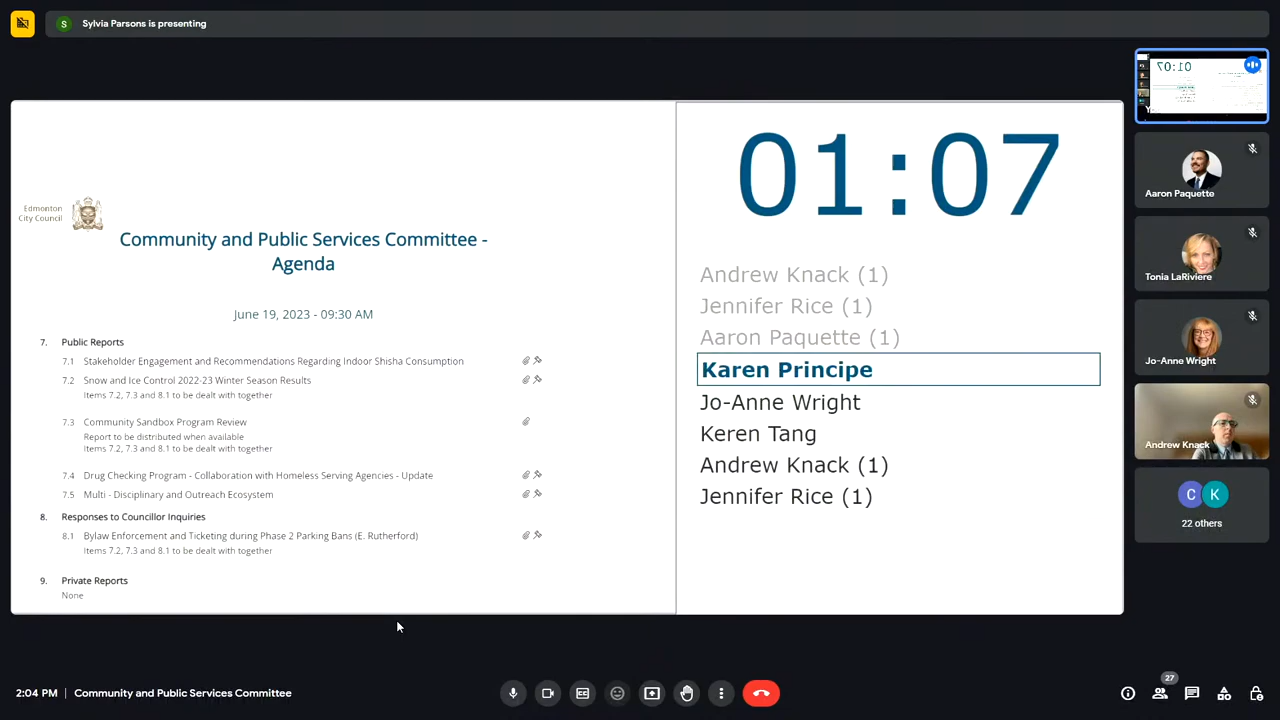 S Sylvia Parsons is presenting
Edmonton
City Council
Community and Public Services Committee -
Agenda
June 19, 2023 - 09:30 AM
7. Public Reports
7.1 Stakeholder Engagement and Recommendations Regarding Indoor Shisha Consumption
7.2 Snow and Ice Control 2022-23 Winter Season Results
Items 7.2, 7.3 and 8.1 to be dealt with together
7.3 Community Sandbox Program Review
Report to be distributed when available
Items 7.2, 7.3 and 8.1 to be dealt with together
7.4 Drug Checking Program - Collaboration with Homeless Serving Agencies - Update
7.5 Multi - Disciplinary and Outreach Ecosystem
8. Responses to Councillor Inquiries
8.1 Bylaw Enforcement and Ticketing during Phase 2 Parking Bans (E. Rutherford)
Items 7.2, 7.3 and 8.1 to be dealt with together
9. Private Reports
None
01:07
Andrew Knack (1)
Jennifer Rice (1)
Aaron Paquette (1)
Karen Principe
Jo-Anne Wright
Keren Tang
Andrew Knack (1)
Jennifer Rice (1)
01:07
Aaron Paquette
Tonia LaRiviere
Jo-Anne Wright
Andrew Knack
C K
22 others
2:04 PM | Community and Public Services Committee
27